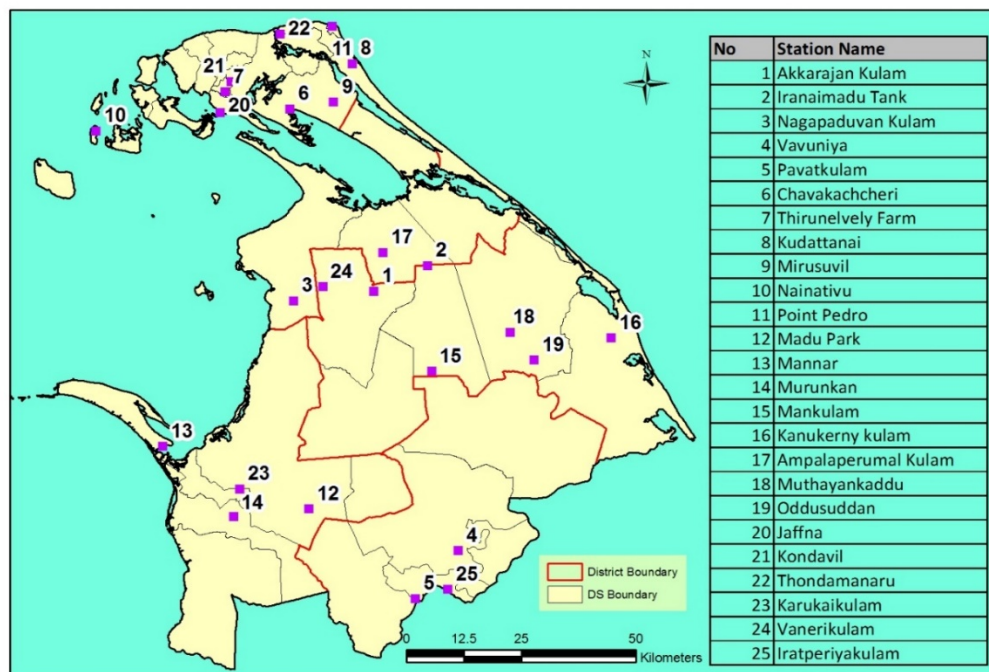 22
11 8
21
7
9
6
20
10
N
17
2
24
1
3
18
16
19
15
13
23
12
14
4
25
5
District Boundary
DS Boundary
0 12.5 25 50
Kilometers
No Station Name
1 Akkarajan Kulam
2 Iranaimadu Tank
3 Nagapaduvan Kulam
4 Vavuniya
5 Pavatkulam
6 Chavakachcheri
7 Thirunelvely Farm
8 Kudattanai
9 Mirusuvil
10 Nainativu
11 Point Pedro
12 Madu Park
13 Mannar
14 Murunkan
15 Mankulam
16 Kanukerny kulam
17 Ampalaperumal Kulam
18 Muthayankaddu
19 Oddusuddan
20 Jaffna
21 Kondavil
22 Thondamanaru
23 Karukaikulam
24 Vanerikulam
25 Iratperiyakulam